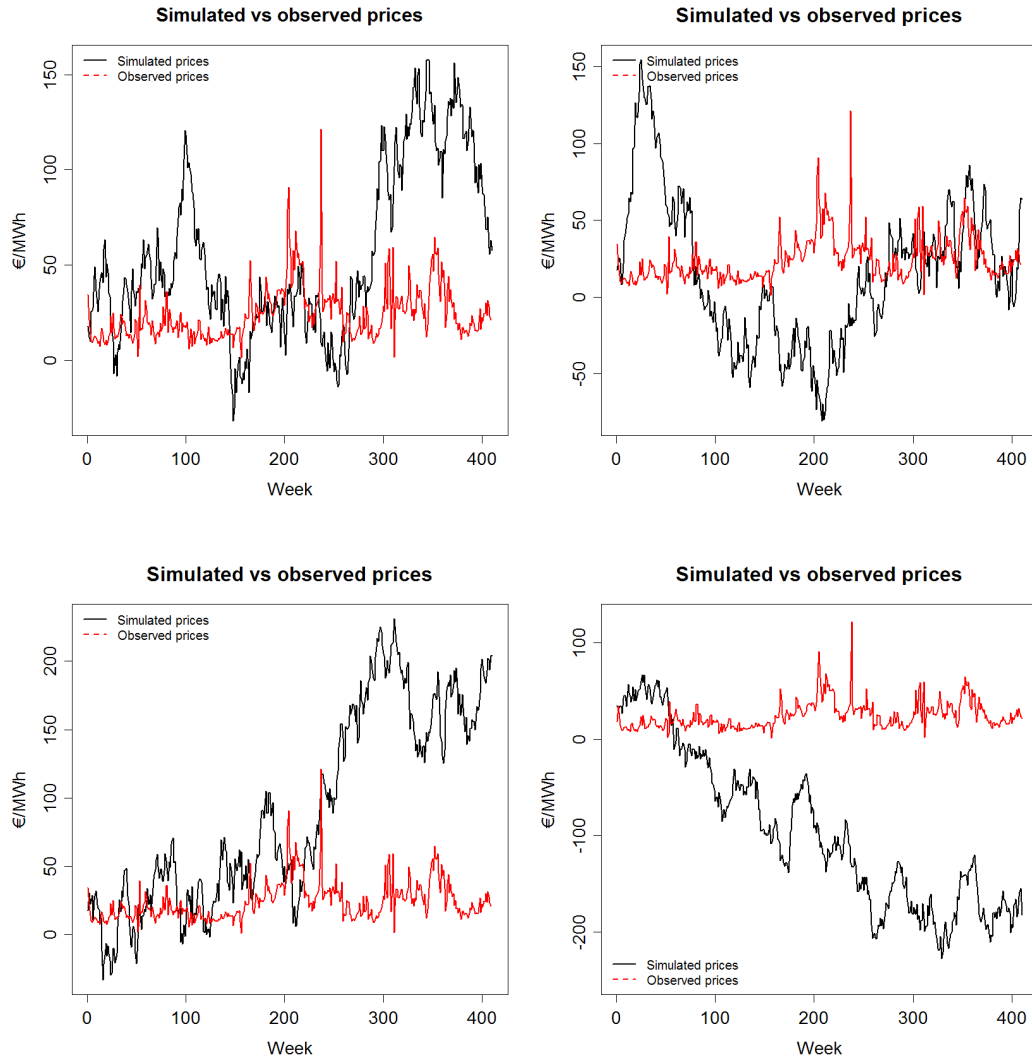 Simulated vs observed prices
Simulated prices
Observed prices
150
100
50
0
€/MWh
0 100 200 300 400
Week
Simulated vs observed prices
Simulated prices
Observed prices
150
100
50
0
-50
€/MWh
0 100 200 300 400
Week
Simulated vs observed prices
Simulated prices
Observed prices
200
150
100
50
0
€/MWh
0 100 200 300 400
Week
Simulated vs observed prices
100
0
-100
-200
€/MWh
Simulated prices
Observed prices
0 100 200 300 400
Week